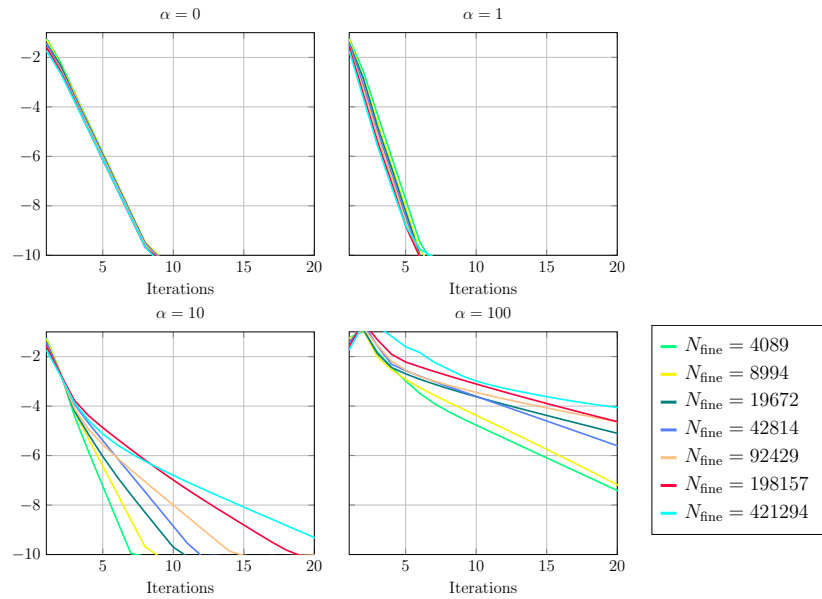 α = 0
α = 1
−2
−4
−6
−8
−10
5
10
15
20
5
10
15
20
Iterations
Iterations
α = 10
α = 100
−2
−4
−6
−8
−10
5
10
15
20
5
10
15
20
Iterations
Iterations
N_fine = 4089
N_fine = 8994
N_fine = 19672
N_fine = 42814
N_fine = 92429
N_fine = 198157
N_fine = 421294